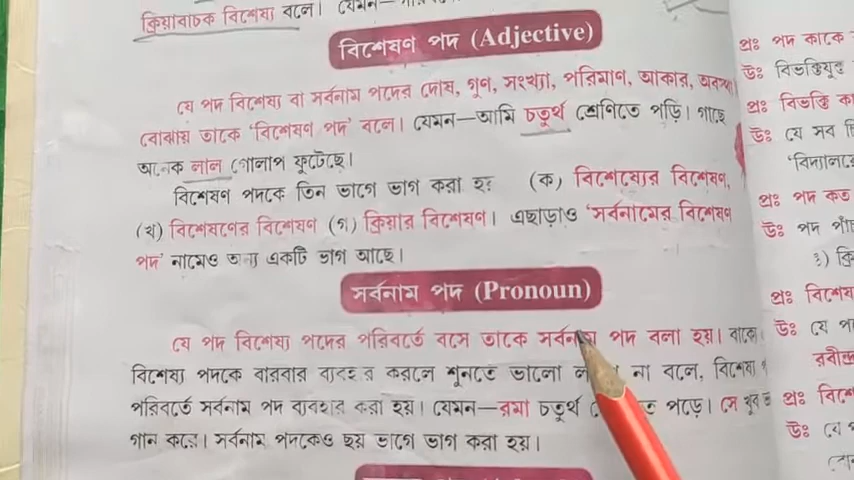 ক্রিয়াবাচক বিশেষ্য বলে। যেমন—
বিশেষণ পদ (Adjective)
যে পদ বিশেষ্য বা সর্বনাম পদের দোষ, গুণ, সংখ্যা, পরিমাণ, আকার, অবস্থা
বোঝায় তাকে 'বিশেষণ পদ' বলে। যেমন—আমি চতুর্থ শ্রেণিতে পড়ি। গাছে
অনেক লাল গোলাপ ফুটেছে।
বিশেষণ পদকে তিন ভাগে ভাগ করা হয় (ক) বিশেষ্যের বিশেষণ,
(খ) বিশেষণের বিশেষণ (গ) ক্রিয়ার বিশেষণ। এছাড়াও 'সর্বনামের বিশেষণ
পদ' নামেও অন্য একটি ভাগ আছে।
সর্বনাম পদ (Pronoun)
যে পদ বিশেষ্য পদের পরিবর্তে বসে তাকে সর্বনাম পদ বলা হয়। বাক্যে
বিশেষ্য পদকে বারবার ব্যবহার করলে শুনতে ভালো না বলে, বিশেষ্য
পরিবর্তে সর্বনাম পদ ব্যবহার করা হয়। যেমন—রমা চতুর্থ পড়ে। সে খুব
গান করে। সর্বনাম পদকেও ছয় ভাগে ভাগ করা হয়।
প্রঃ পদ কাকে
উঃ বিভক্তিযুক্ত
প্রঃ বিভক্তি
উঃ যে সব
প্রঃ পদ কত
উঃ পদ
১)
প্রঃ
উঃ যে
প্রঃ
উঃ যে